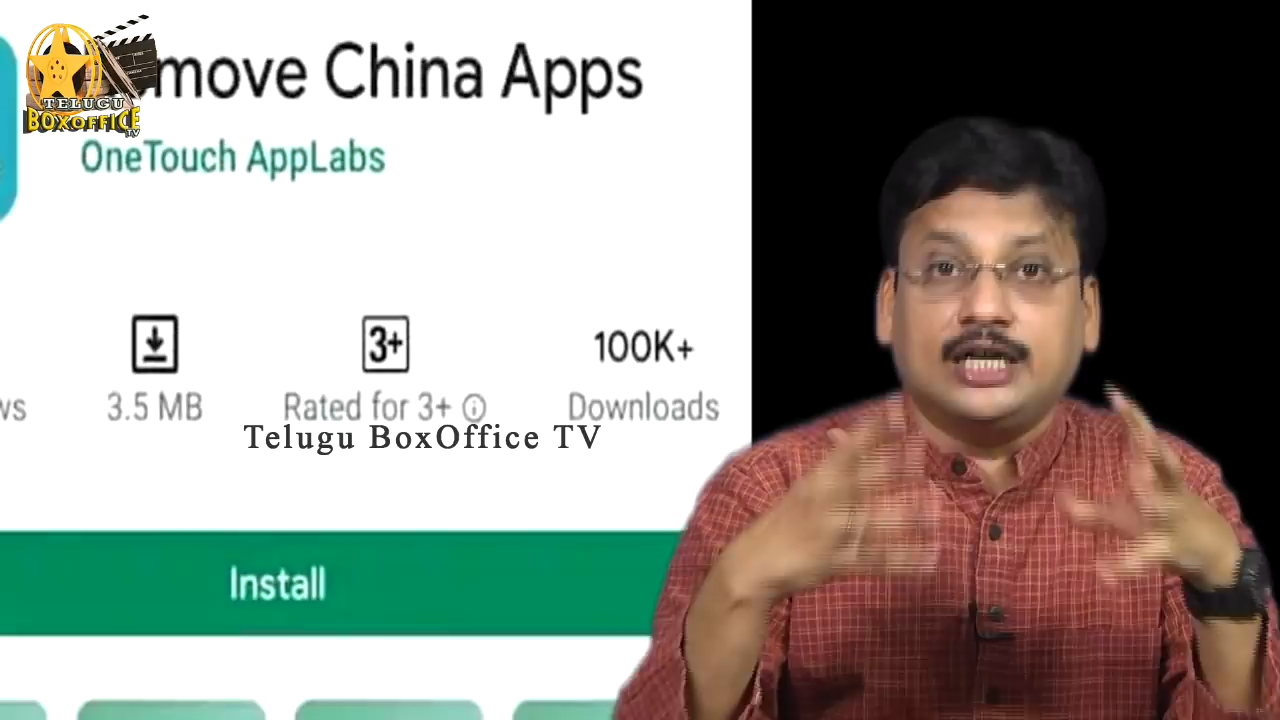 TELUGU
BOXOFFICE
TV
move China Apps
OneTouch AppLabs
3+
100K+
ws
3.5 MB
Rated for 3+
Downloads
Telugu BoxOffice TV
Install